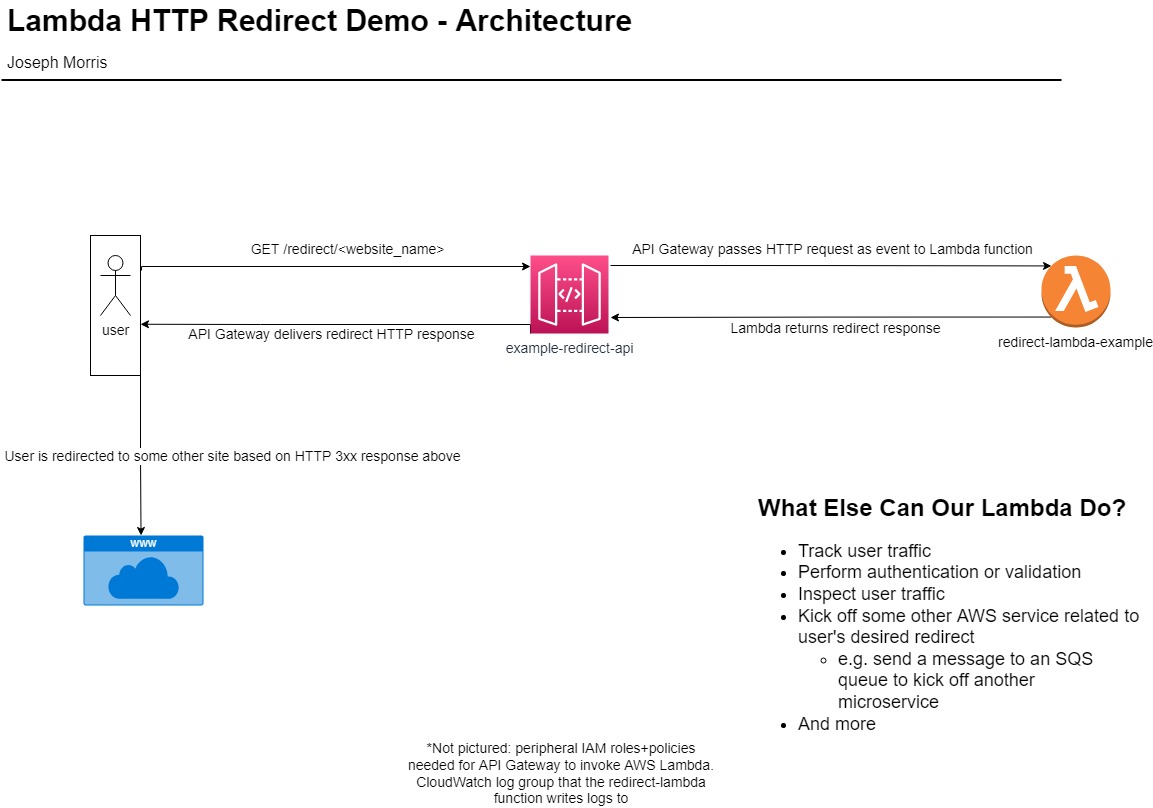 Lambda HTTP Redirect Demo - Architecture
Joseph Morris
GET /redirect/<website_name>
API Gateway passes HTTP request as event to Lambda function
user
API Gateway delivers redirect HTTP response
Lambda returns redirect response
example-redirect-api
redirect-lambda-example
User is redirected to some other site based on HTTP 3xx response above
www
What Else Can Our Lambda Do?
Track user traffic
Perform authentication or validation
Inspect user traffic
Kick off some other AWS service related to
user's desired redirect
e.g. send a message to an SQS
queue to kick off another
microservice
And more
*Not pictured: peripheral IAM roles+policies
needed for API Gateway to invoke AWS Lambda.
CloudWatch log group that the redirect-lambda
function writes logs to